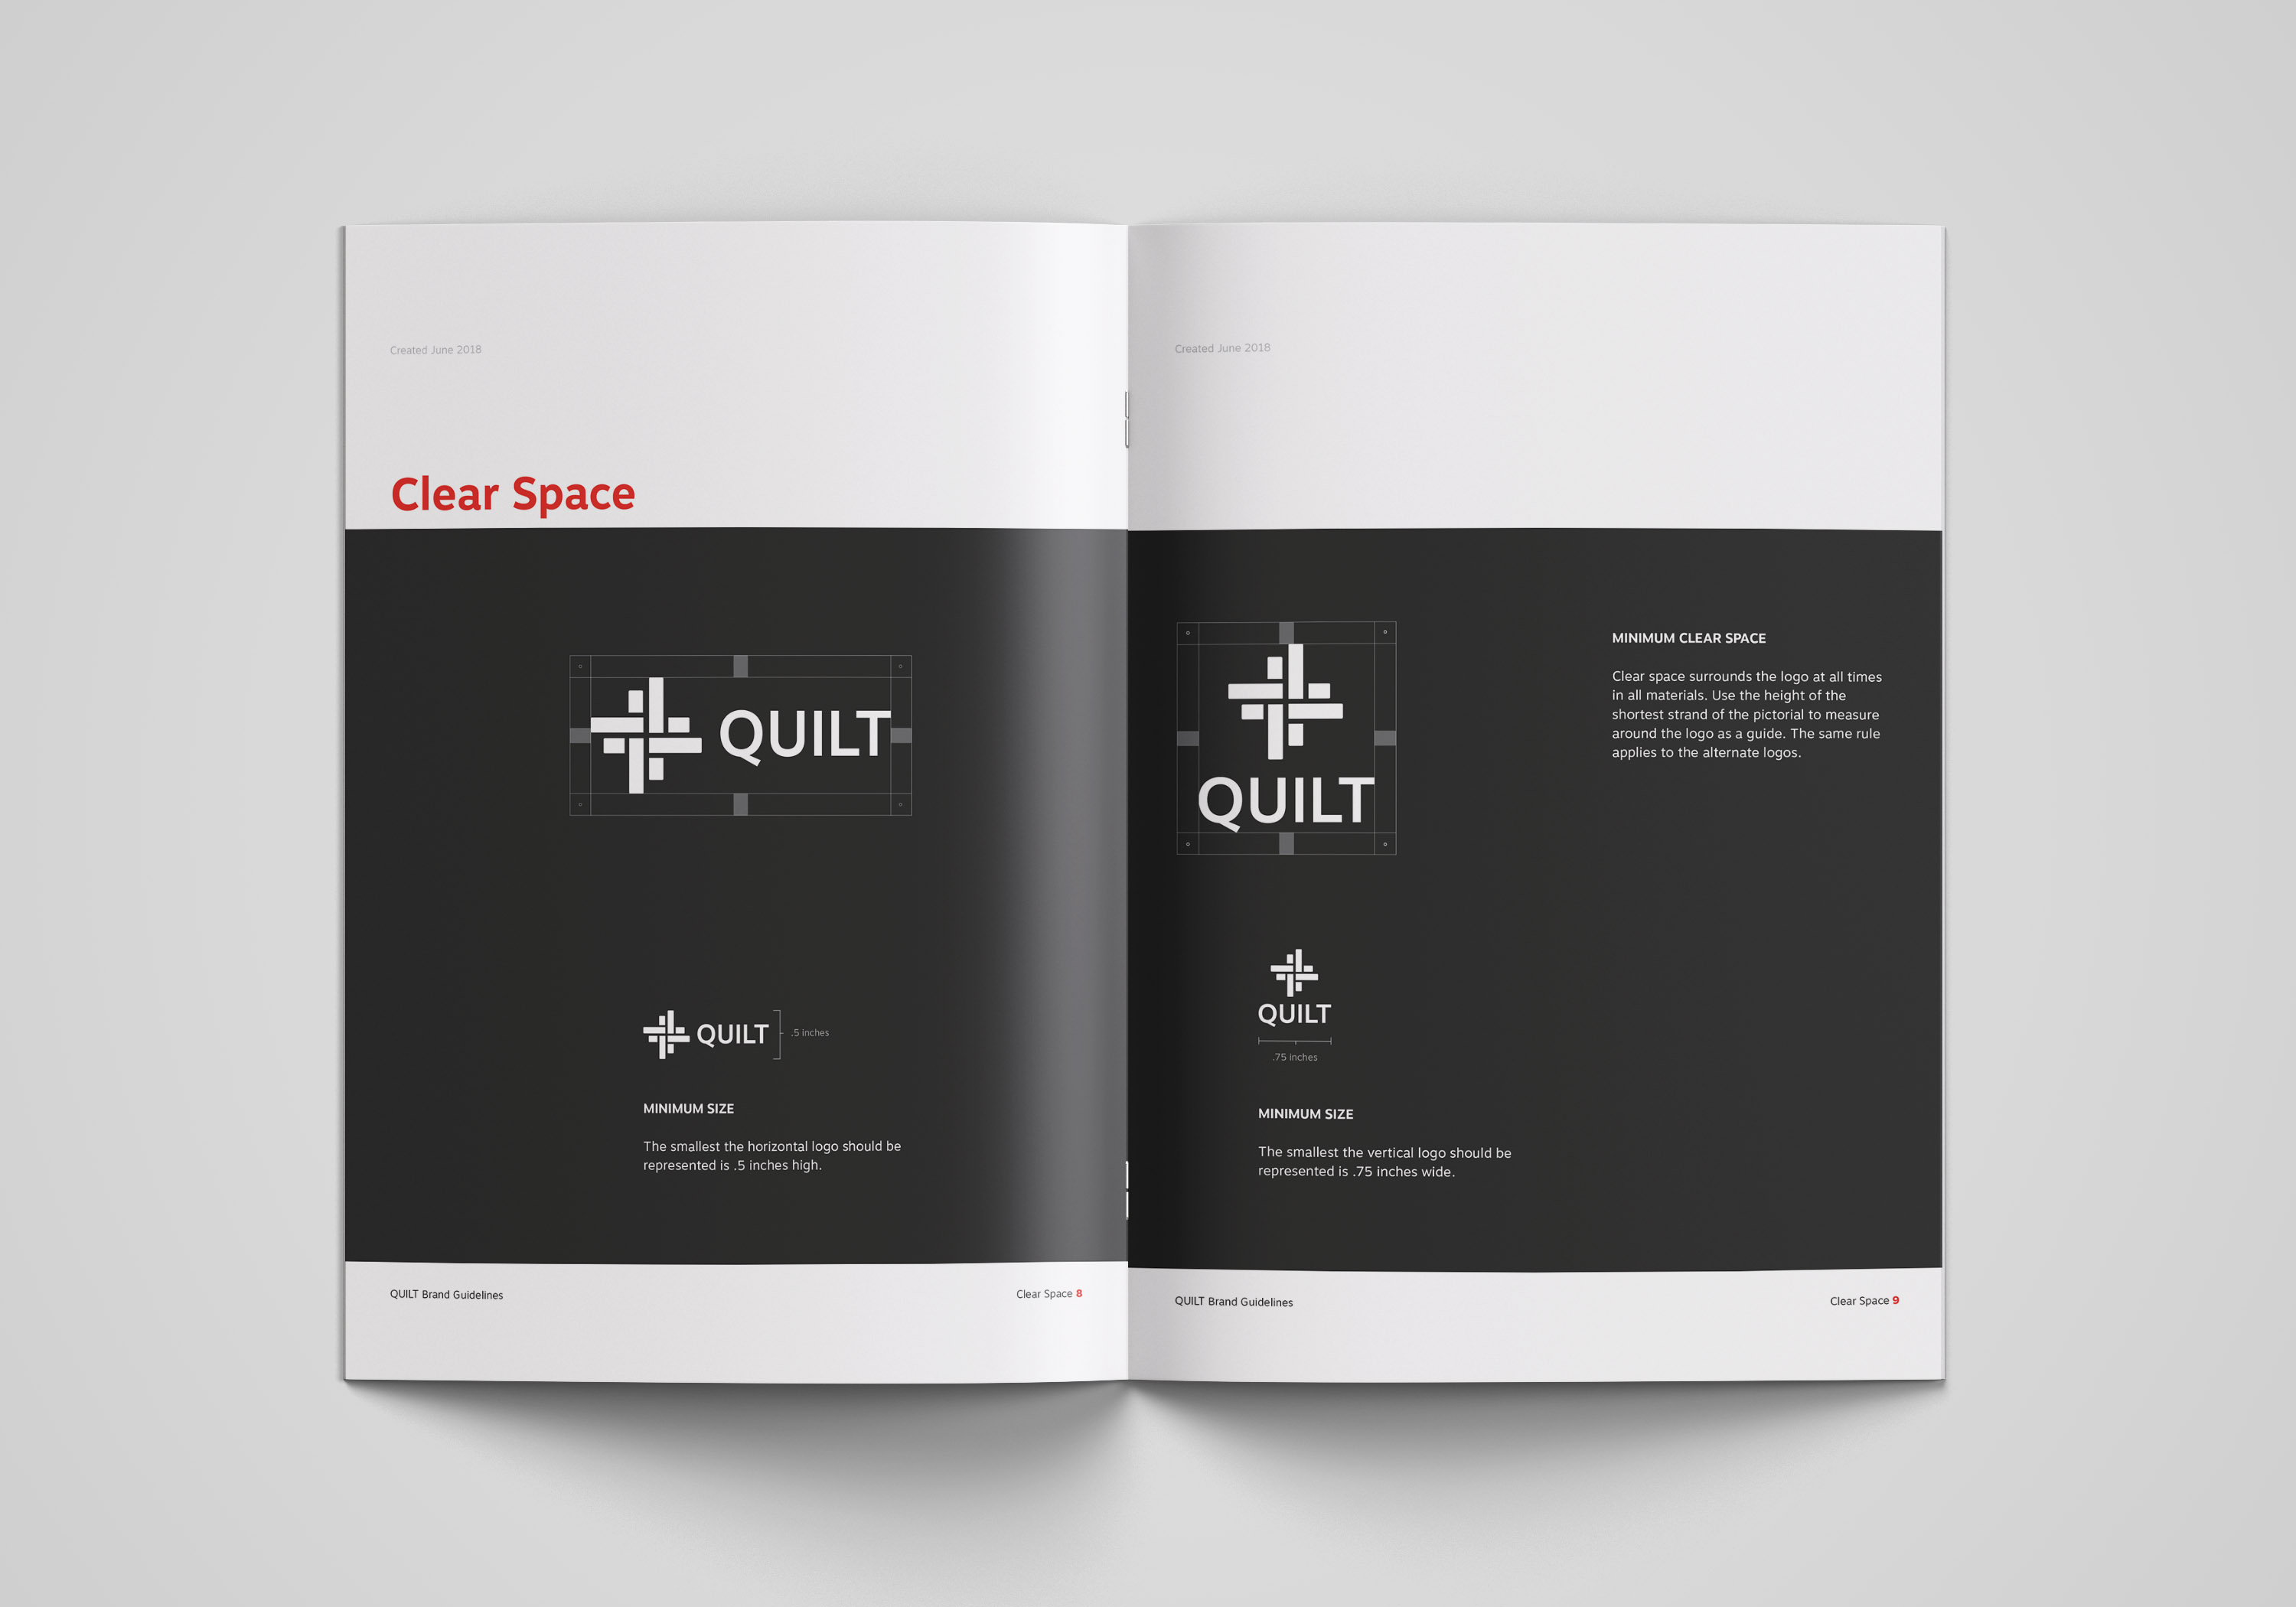 Created June 2018
Clear Space
QUILT
QUILT
.5 inches
MINIMUM SIZE
The smallest the horizontal logo should be
represented is .5 inches high.
QUILT Brand Guidelines
Clear Space 8
Created June 2018
QUILT
MINIMUM CLEAR SPACE
Clear space surrounds the logo at all times
in all materials. Use the height of the
shortest strand of the pictorial to measure
around the logo as a guide. The same rule
applies to the alternate logos.
QUILT
.75 inches
MINIMUM SIZE
The smallest the vertical logo should be
represented is .75 inches wide.
QUILT Brand Guidelines
Clear Space 9